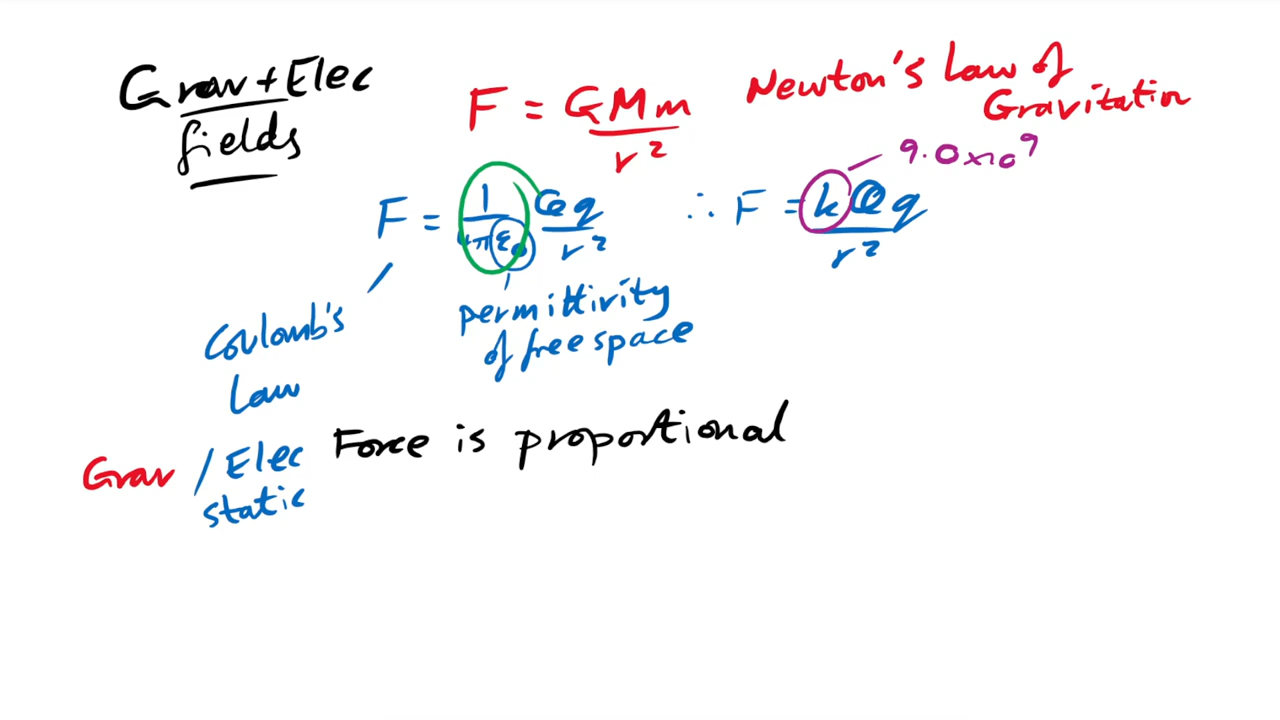 Grav + Elec
fields
F = GMm / r²
Newton's Law of
Gravitation
9.0×10⁹
F = 1 / 4πε₀ Qq / r²
∴ F = kQq / r²
Coulomb's
Law
permittivity
of free space
Grav / Elec
static
Force is proportional